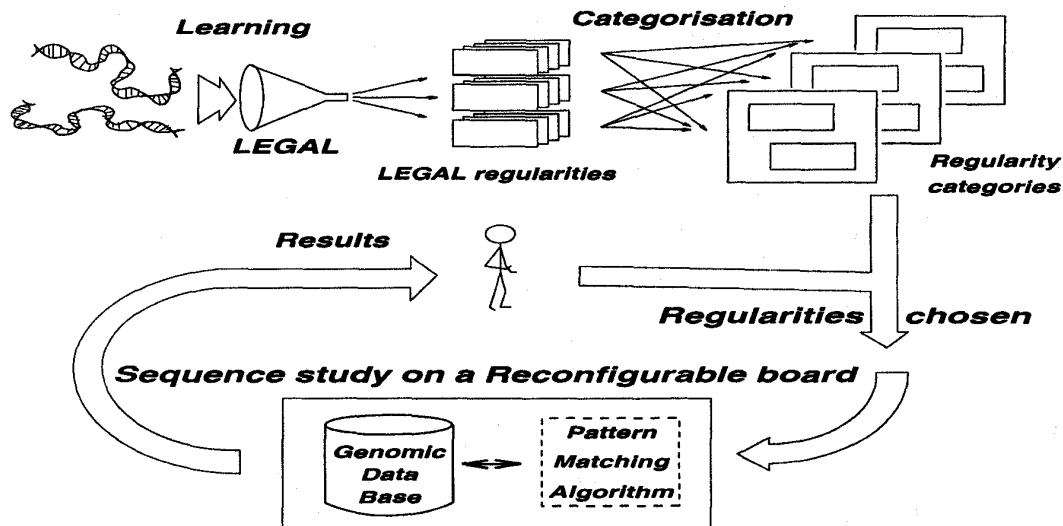 Learning
Categorisation
LEGAL
LEGAL regularities
Regularity
categories
Results
Regularities chosen
Sequence study on a Reconfigurable board
Genomic
Data
Base
Pattern
Matching
Algorithm